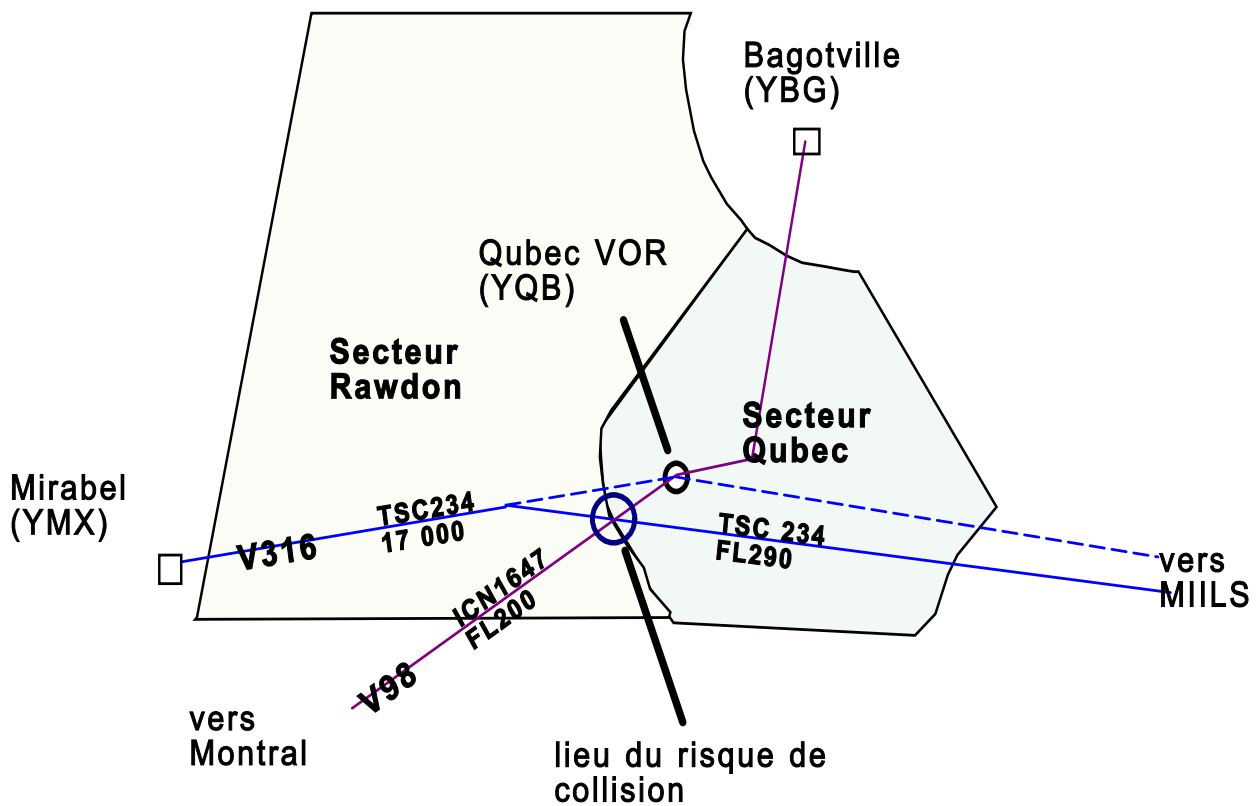 Bagotville
(YBG)
Qubec VOR
(YQB)
Secteur
Rawdon
Secteur
Qubec
Mirabel
(YMX)
V316
TSC234
17 000
TSC 234
FL290
vers
MIILS
ICN1647
FL200
V98
vers
Montral
lieu du risque de
collision